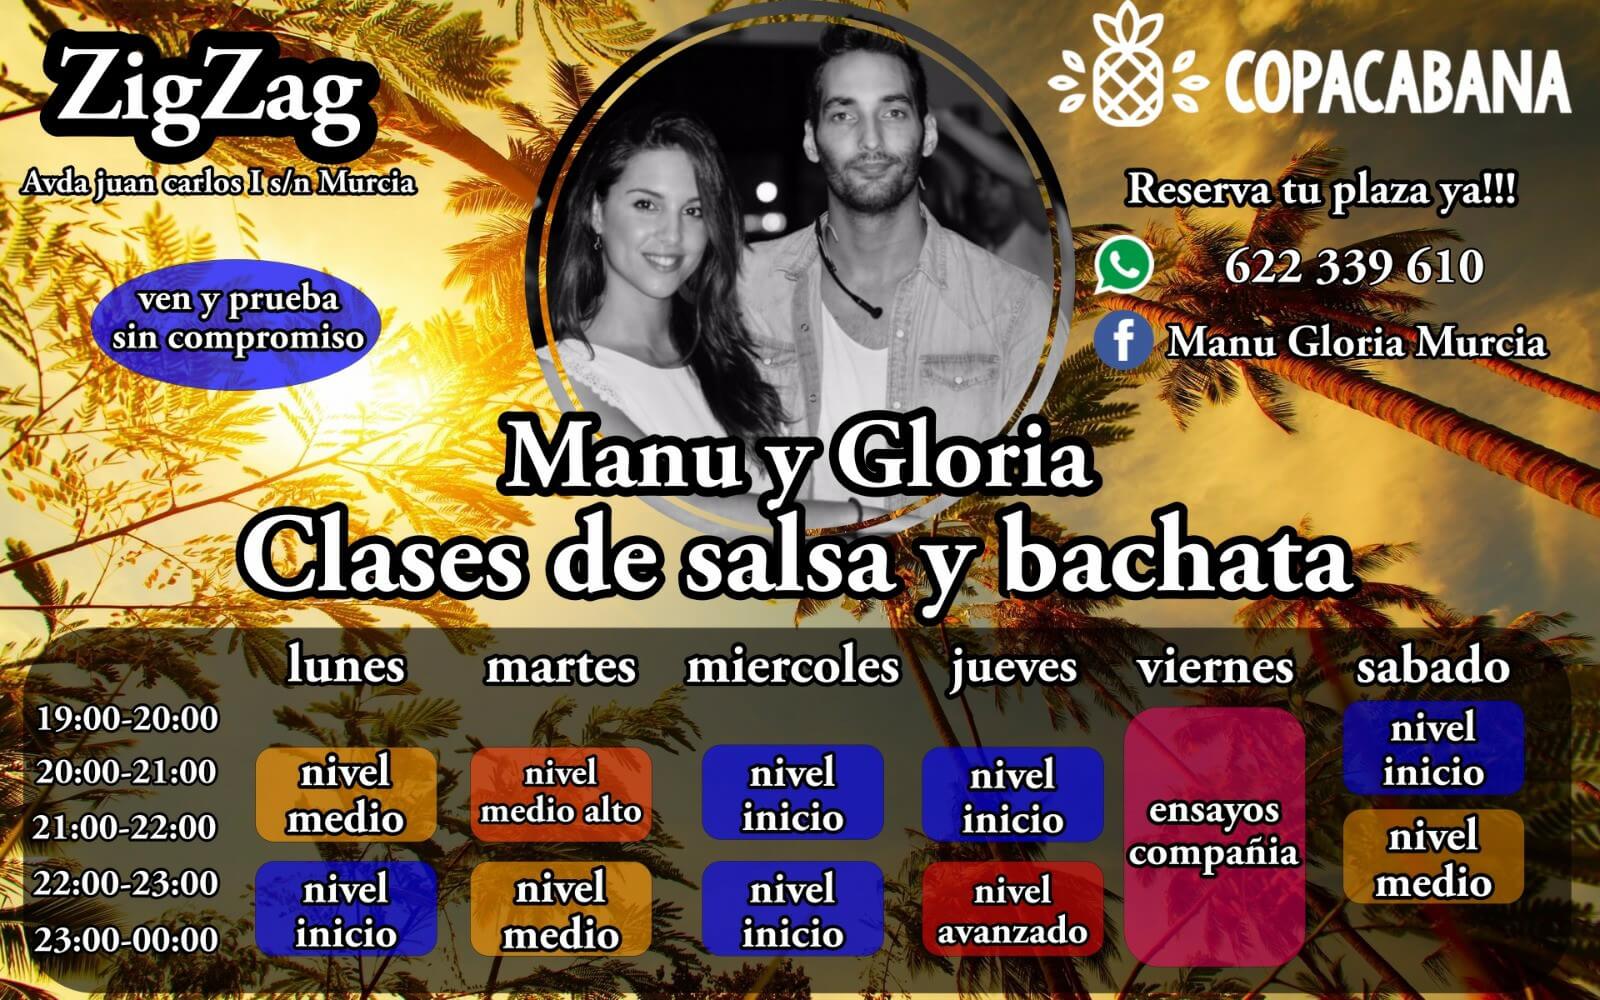 ZigZag
Avda juan carlos I s/n Murcia
ven y prueba
sin compromiso
COPACABANA
Reserva tu plaza ya!!!
622 339 610
f Manu Gloria Murcia
Manu y Gloria
Clases de salsa y bachata
lunes martes miercoles jueves viernes sabado
19:00-20:00
20:00-21:00
21:00-22:00
22:00-23:00
23:00-00:00
nivel
medio
nivel
inicio
nivel
medio alto
nivel
medio
nivel
inicio
nivel
inicio
nivel
inicio
nivel
avanzado
ensayos
compañia
nivel
inicio
nivel
medio